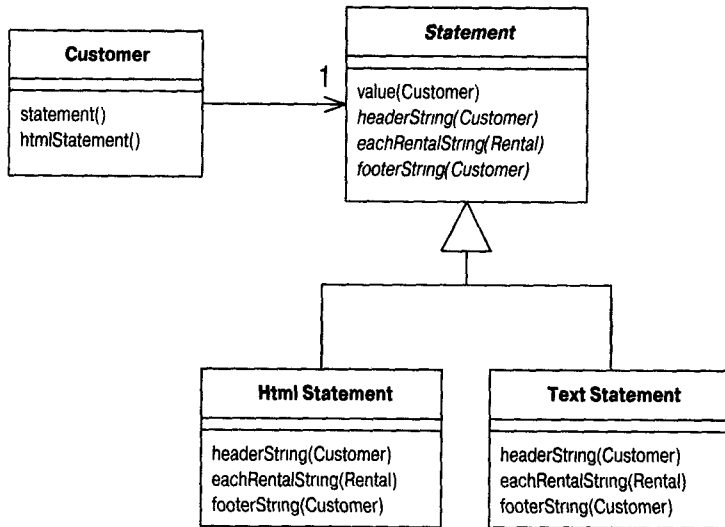 Customer
statement()
htmlStatement()
1
Statement
value(Customer)
headerString(Customer)
eachRentalString(Rental)
footerString(Customer)
Html Statement
headerString(Customer)
eachRentalString(Rental)
footerString(Customer)
Text Statement
headerString(Customer)
eachRentalString(Rental)
footerString(Customer)